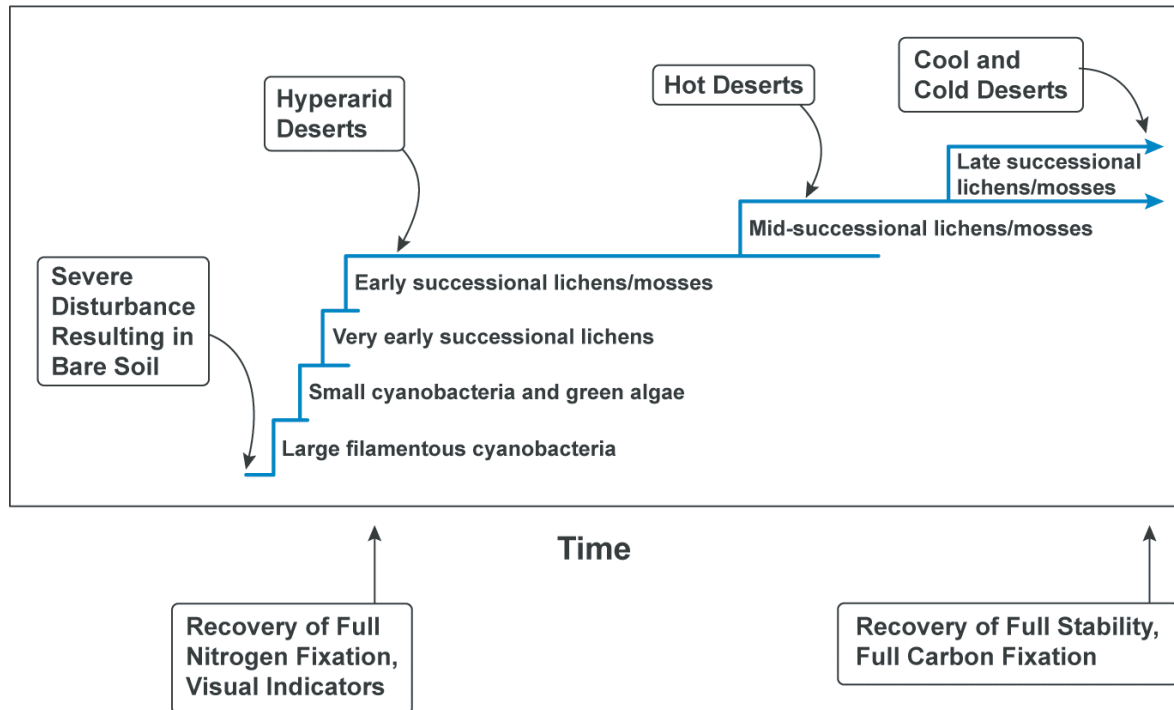 Cool and
Cold Deserts
Hot Deserts
Hyperarid
Deserts
Late successional
lichens/mosses
Mid-successional lichens/mosses
Severe
Disturbance
Resulting in
Bare Soil
Early successional lichens/mosses
Very early successional lichens
Small cyanobacteria and green algae
Large filamentous cyanobacteria
Time
Recovery of Full
Nitrogen Fixation,
Visual Indicators
Recovery of Full Stability,
Full Carbon Fixation